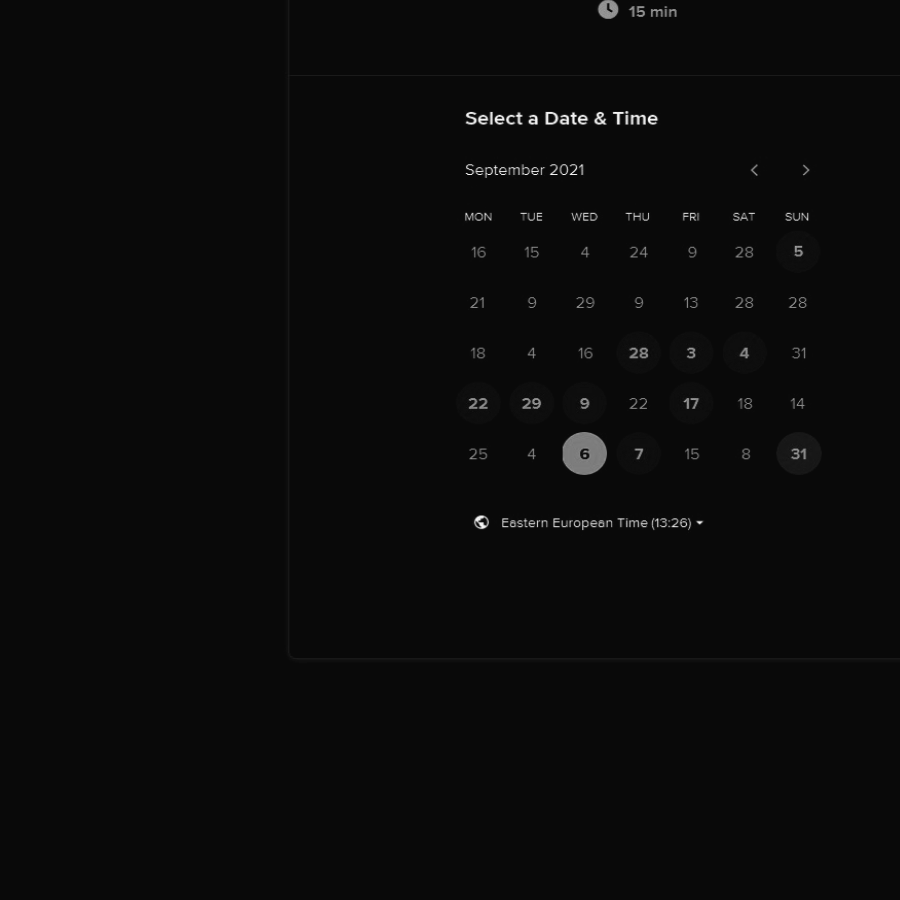 15 min
Select a Date & Time
September 2021
MON TUE WED THU FRI SAT SUN
16 15 4 24 9 28 5
21 9 29 9 13 28 28
18 4 16 28 3 4 31
22 29 9 22 17 18 14
25 4 6 7 15 8 31
Eastern European Time (13:26)